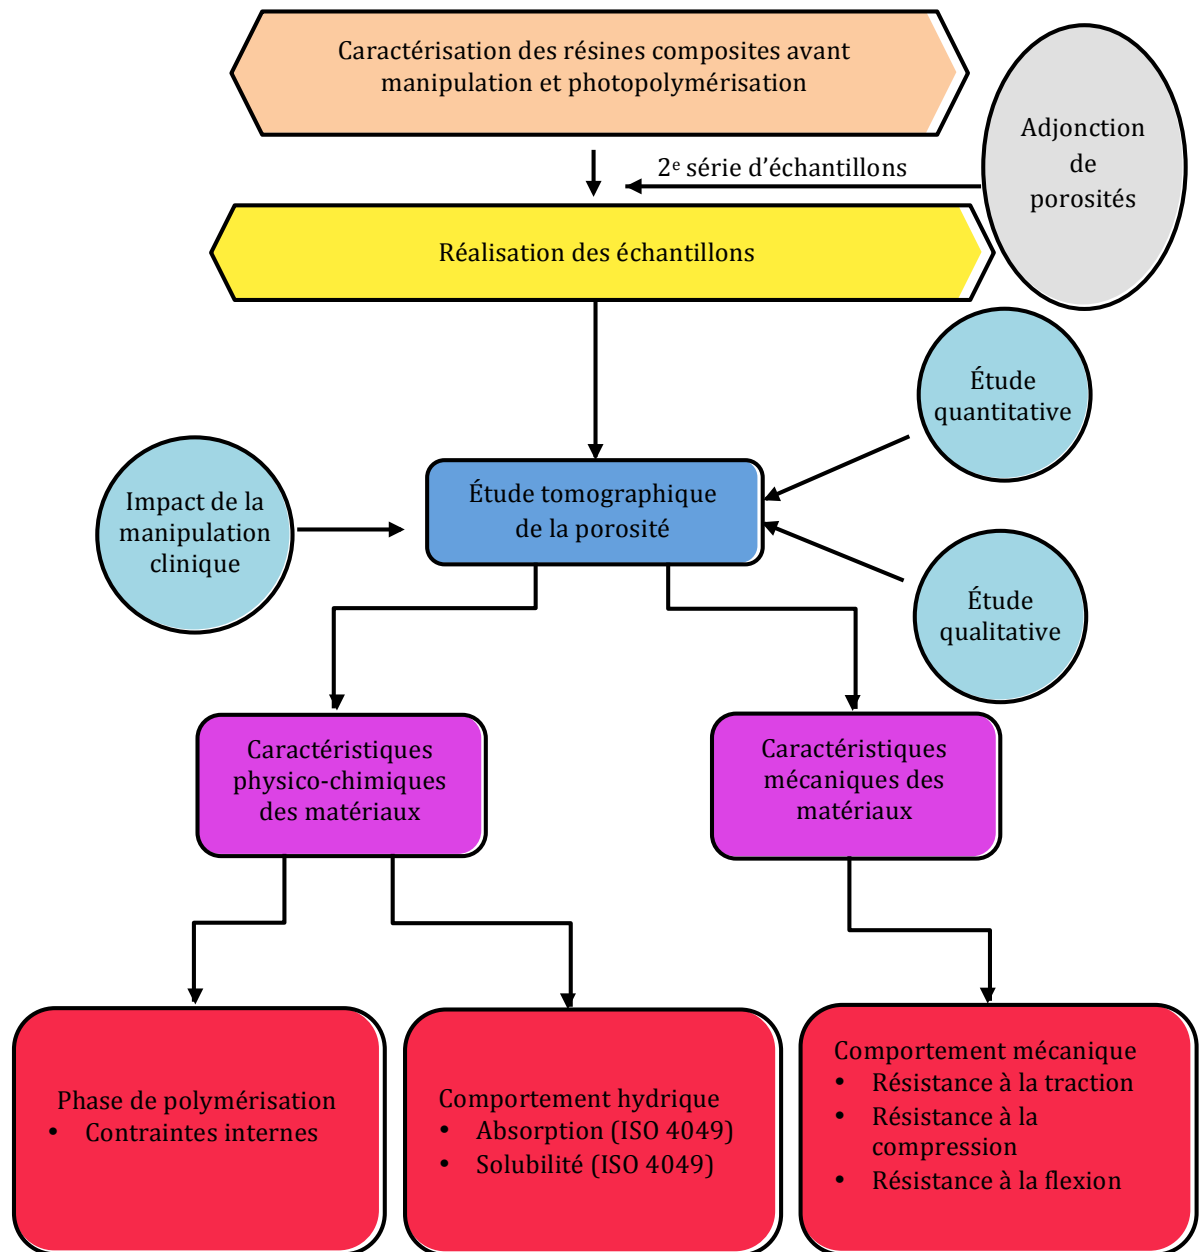 Caractérisation des résines composites avant
manipulation et photopolymérisation
Adjonction
de
porosités
2e série d’échantillons
Réalisation des échantillons
Étude
quantitative
Impact de la
manipulation
clinique
Étude tomographique
de la porosité
Étude
qualitative
Caractéristiques
physico-chimiques
des matériaux
Caractéristiques
mécaniques des
matériaux
Phase de polymérisation
• Contraintes internes
Comportement hydrique
• Absorption (ISO 4049)
• Solubilité (ISO 4049)
Comportement mécanique
• Résistance à la traction
• Résistance à la
compression
• Résistance à la flexion